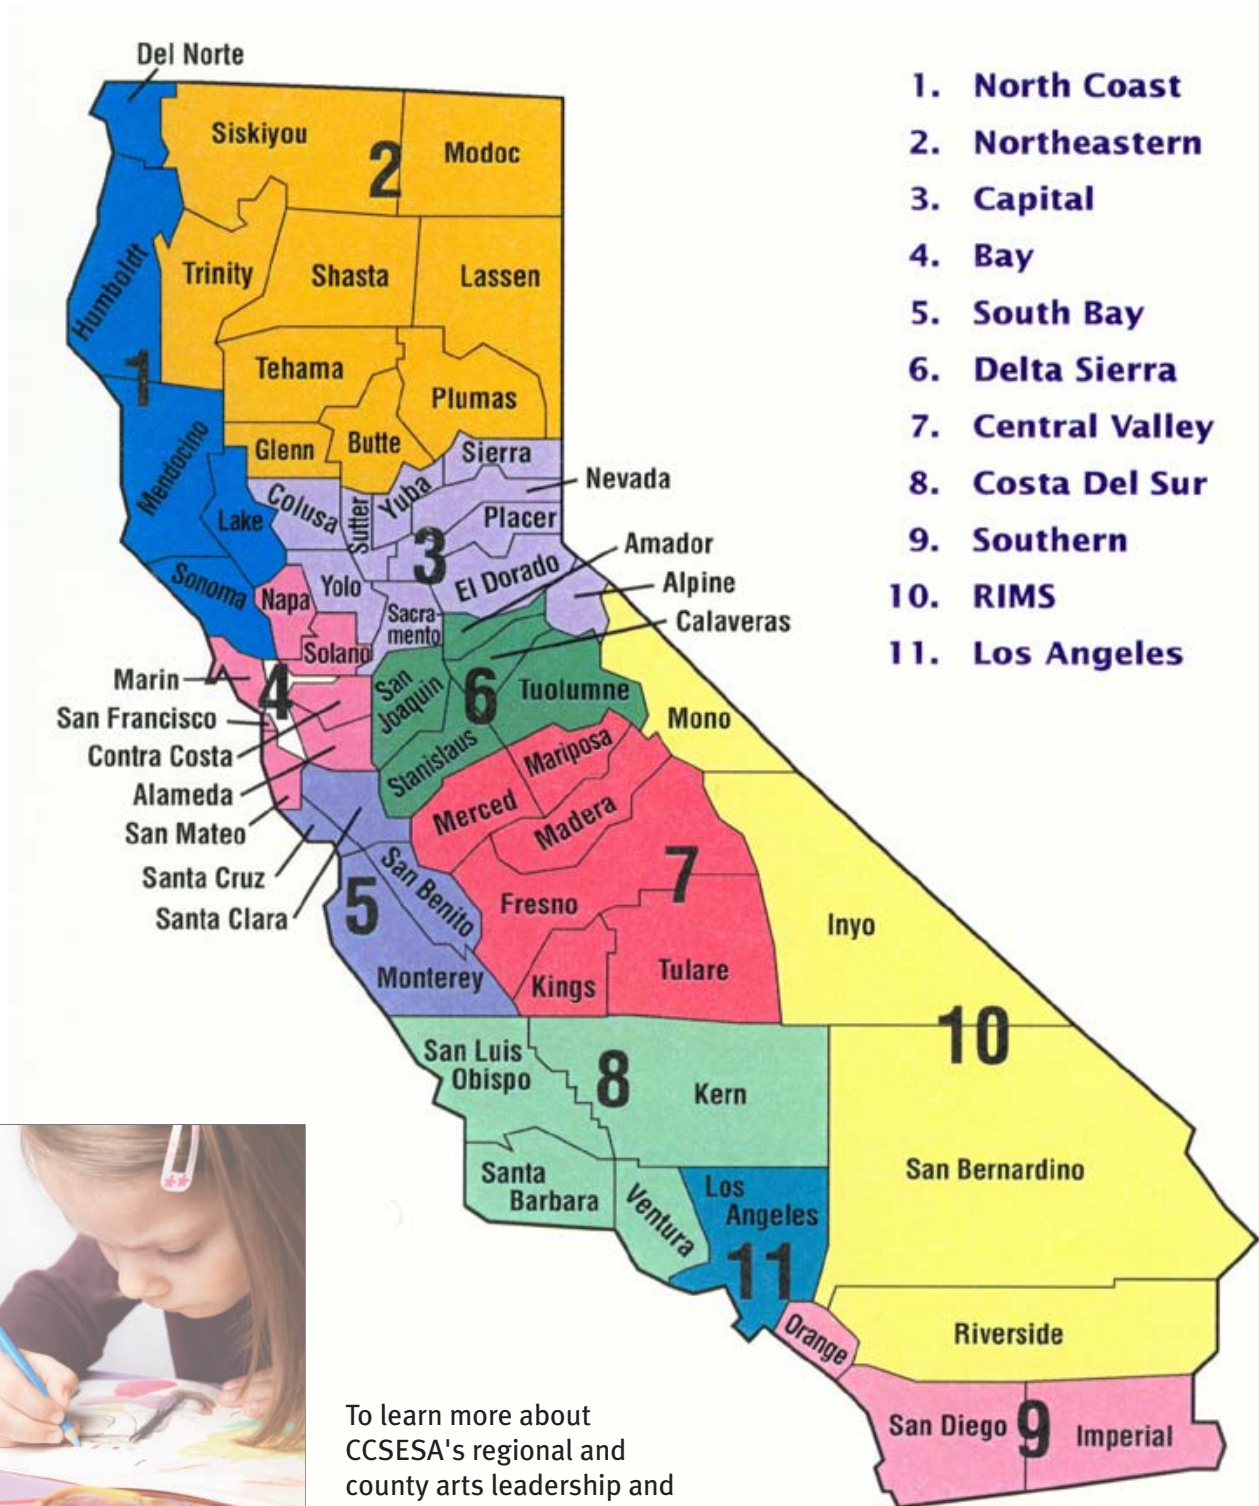 Del Norte
Siskiyou
2
Modoc
Humboldt
Trinity
Shasta
Lassen
1
Tehama
Plumas
Mendocino
Glenn
Butte
Sierra
Nevada
Lake
Colusa
Sutter
Yuba
Placer
3
Amador
Sonoma
Napa
Yolo
El Dorado
Alpine
Sacra-
mento
Calaveras
Solano
Marin
4
San
Joaquin
6
Tuolumne
San Francisco
Mono
Contra Costa
Stanislaus
Mariposa
Alameda
Merced
Madera
San Mateo
Santa Cruz
Santa Clara
5
San Benito
7
Fresno
Inyo
Monterey
Kings
Tulare
10
San Luis
Obispo
8
Kern
San Bernardino
Santa
Barbara
Ventura
Los
Angeles
11
Orange
Riverside
San Diego
9
Imperial
1. North Coast
2. Northeastern
3. Capital
4. Bay
5. South Bay
6. Delta Sierra
7. Central Valley
8. Costa Del Sur
9. Southern
10. RIMS
11. Los Angeles
To learn more about
CCSESA's regional and
county arts leadership and